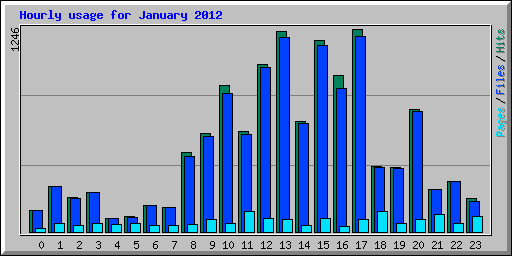 Hourly usage for January 2012
1246
Pages/Files/Hits
0 1 2 3 4 5 6 7 8 9 10 11 12 13 14 15 16 17 18 19 20 21 22 23